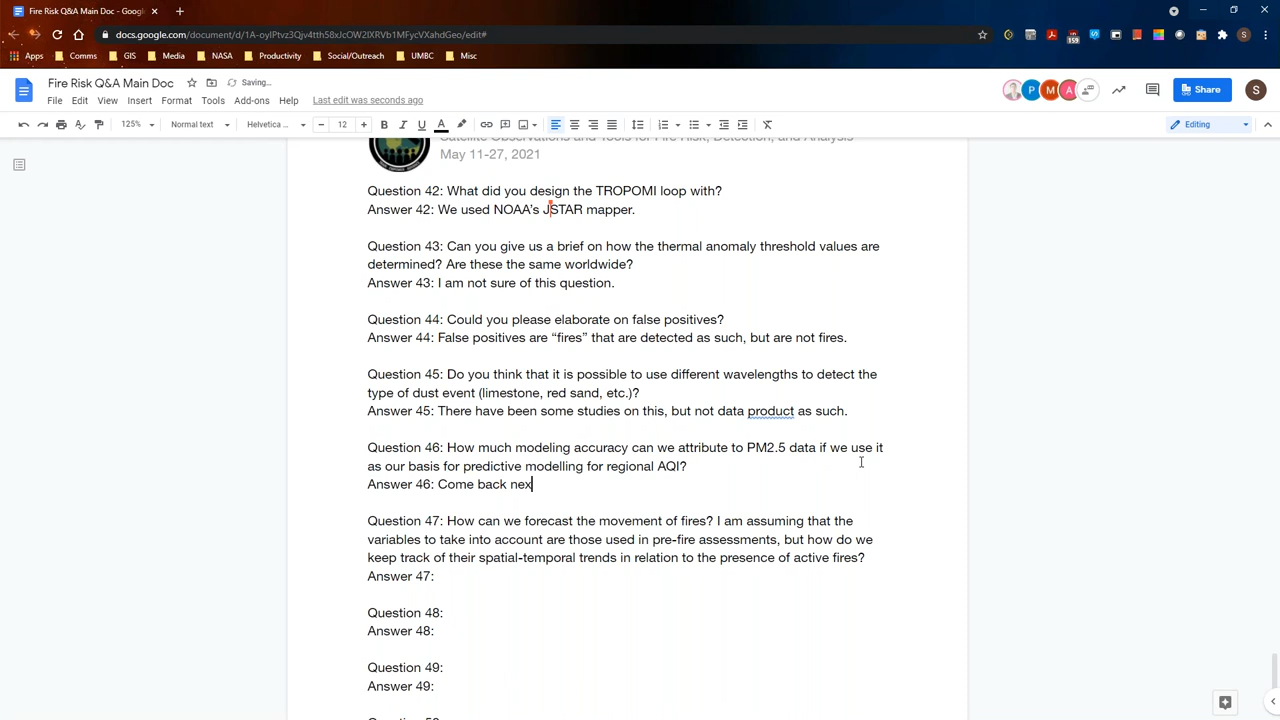 Fire Risk Q&A Main Doc - Google
docs.google.com/document/d/1A-oylPtvz3Qjv4tth58xJcOW2lXRVb1MFycVXahdGeo/edit#
159
S
Apps Comms GIS Media NASA Productivity Social/Outreach UMBC Misc
Fire Risk Q&A Main Doc Saving...
P M A Share S
File Edit View Insert Format Tools Add-ons Help Last edit was seconds ago
125% Normal text Helvetica ... 12 B I U A Editing
Satellite Observations and Tools for Fire Risk, Detection, and Analysis
May 11-27, 2021
Question 42: What did you design the TROPOMI loop with?
Answer 42: We used NOAA's JSTAR mapper.
Question 43: Can you give us a brief on how the thermal anomaly threshold values are
determined? Are these the same worldwide?
Answer 43: I am not sure of this question.
Question 44: Could you please elaborate on false positives?
Answer 44: False positives are “fires” that are detected as such, but are not fires.
Question 45: Do you think that it is possible to use different wavelengths to detect the
type of dust event (limestone, red sand, etc.)?
Answer 45: There have been some studies on this, but not data product as such.
Question 46: How much modeling accuracy can we attribute to PM2.5 data if we use it
as our basis for predictive modelling for regional AQI?
Answer 46: Come back nex
Question 47: How can we forecast the movement of fires? I am assuming that the
variables to take into account are those used in pre-fire assessments, but how do we
keep track of their spatial-temporal trends in relation to the presence of active fires?
Answer 47:
Question 48:
Answer 48:
Question 49:
Answer 49: